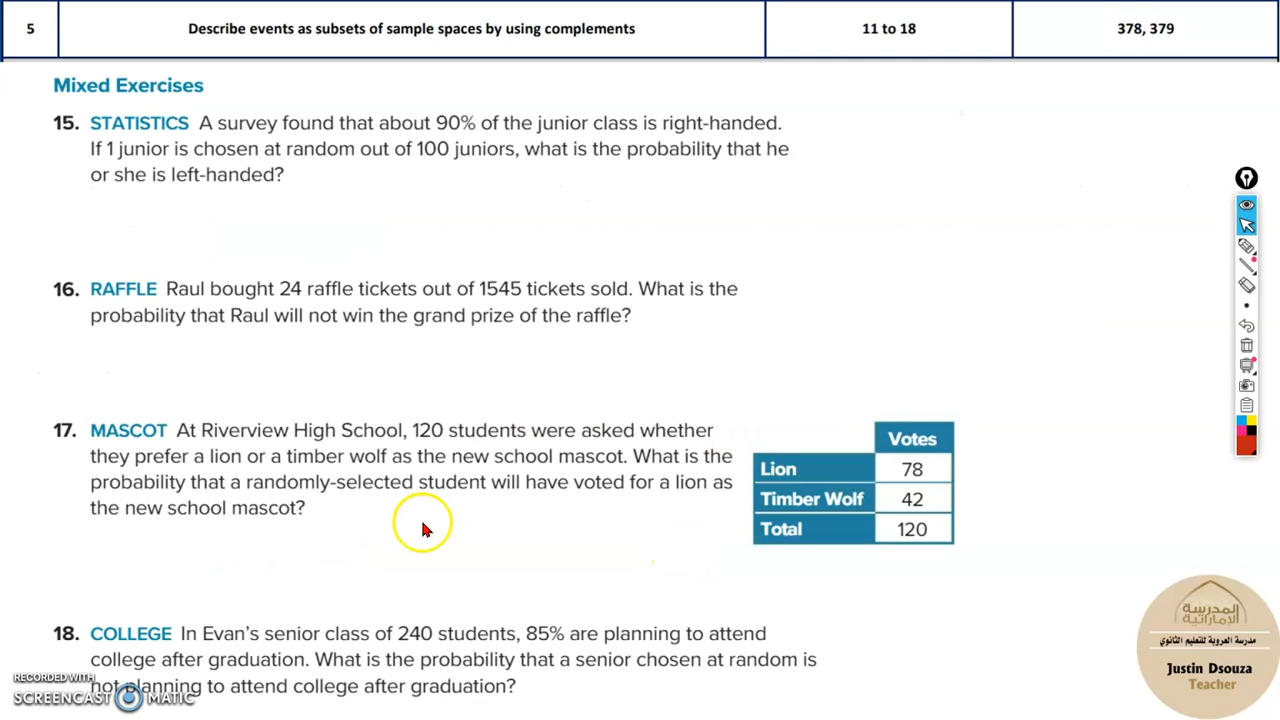 5 Describe events as subsets of sample spaces by using complements 11 to 18 378, 379
Mixed Exercises
15. STATISTICS A survey found that about 90% of the junior class is right-handed.
If 1 junior is chosen at random out of 100 juniors, what is the probability that he
or she is left-handed?
16. RAFFLE Raul bought 24 raffle tickets out of 1545 tickets sold. What is the
probability that Raul will not win the grand prize of the raffle?
17. MASCOT At Riverview High School, 120 students were asked whether
they prefer a lion or a timber wolf as the new school mascot. What is the
probability that a randomly-selected student will have voted for a lion as
the new school mascot?
Votes
Lion 78
Timber Wolf 42
Total 120
18. COLLEGE In Evan's senior class of 240 students, 85% are planning to attend
college after graduation. What is the probability that a senior chosen at random is
not planning to attend college after graduation?
RECORDED WITH
SCREENCAST MATIC
المدرسة
الإماراتية
مدرسة العروبة للتعليم الثانوي
Justin Dsouza
Teacher